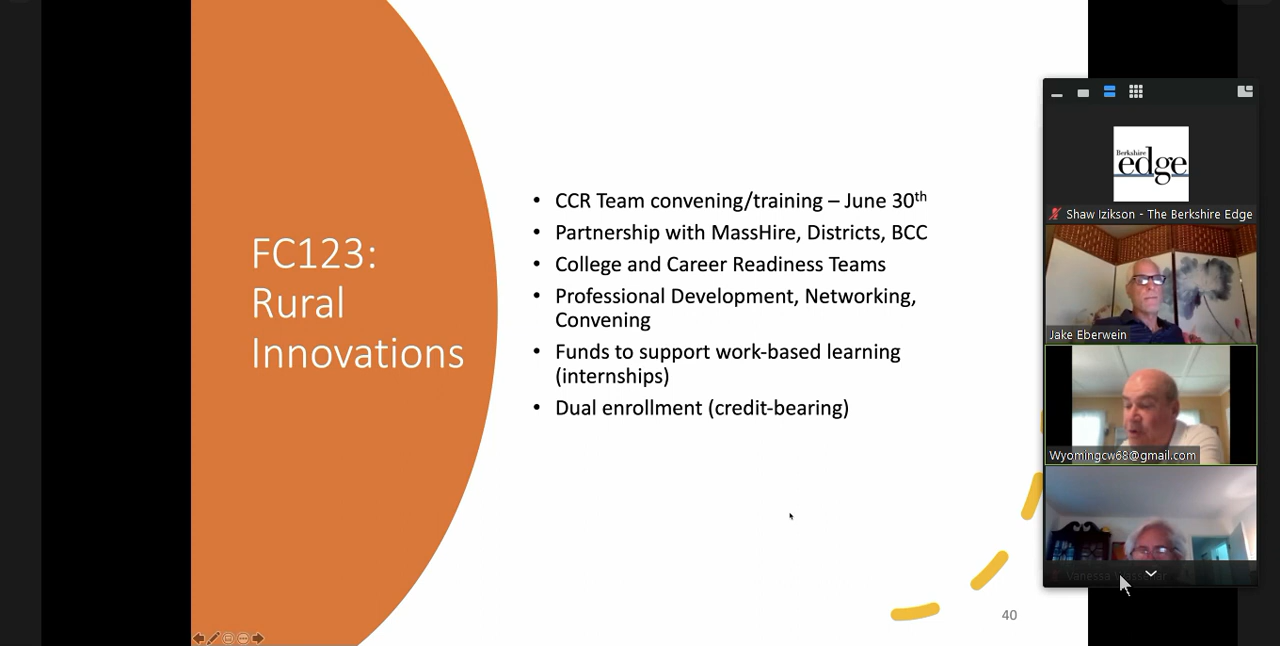 FC123:
Rural
Innovations
• CCR Team convening/training – June 30th
• Partnership with MassHire, Districts, BCC
• College and Career Readiness Teams
• Professional Development, Networking,
Convening
• Funds to support work-based learning
(internships)
• Dual enrollment (credit-bearing)
40
Berkshire
edge
Shaw Izikson - The Berkshire Edge
Jake Eberwein
Wyomingcw68@gmail.com
Vanessa